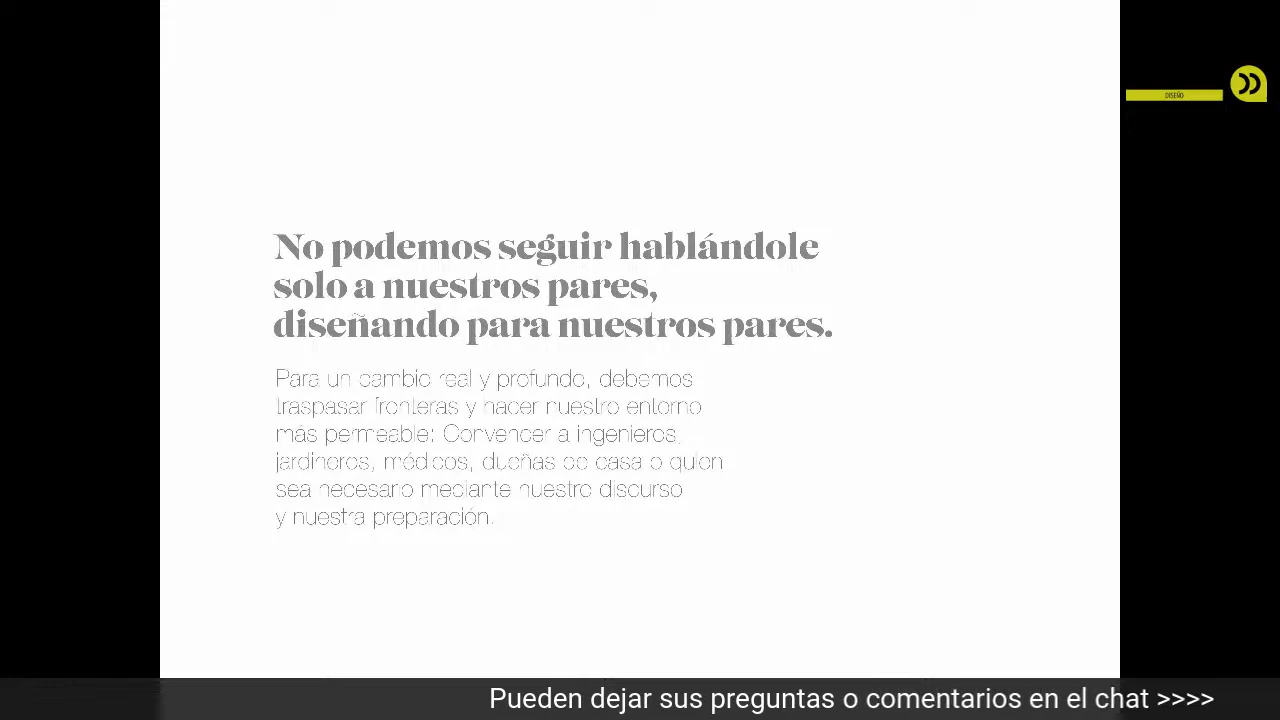 DISEÑO
No podemos seguir hablándole
solo a nuestros pares,
diseñando para nuestros pares.
Para un cambio real y profundo, debemos
traspasar fronteras y hacer nuestro entorno
más permeable: Convencer a ingenieros,
jardineros, médicos, dueñas de casa o quien
sea necesario mediante nuestro discurso
y nuestra preparación.
Pueden dejar sus preguntas o comentarios en el chat >>>>